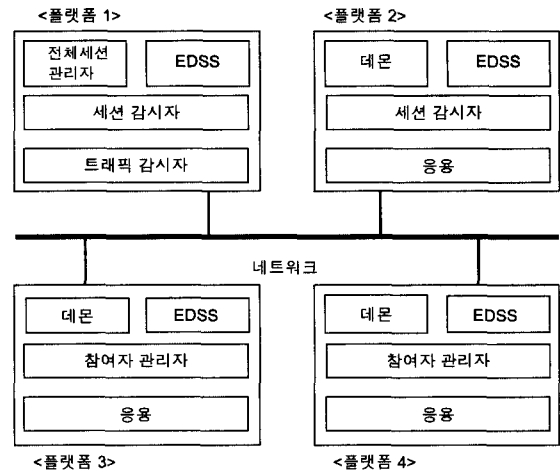 <플랫폼 1>
<플랫폼 2>
전체세션
관리자
EDSS
데몬
EDSS
세션 감시자
세션 감시자
트래픽 감시자
응용
네트워크
데몬
EDSS
데몬
EDSS
참여자 관리자
참여자 관리자
응용
응용
<플랫폼 3>
<플랫폼 4>